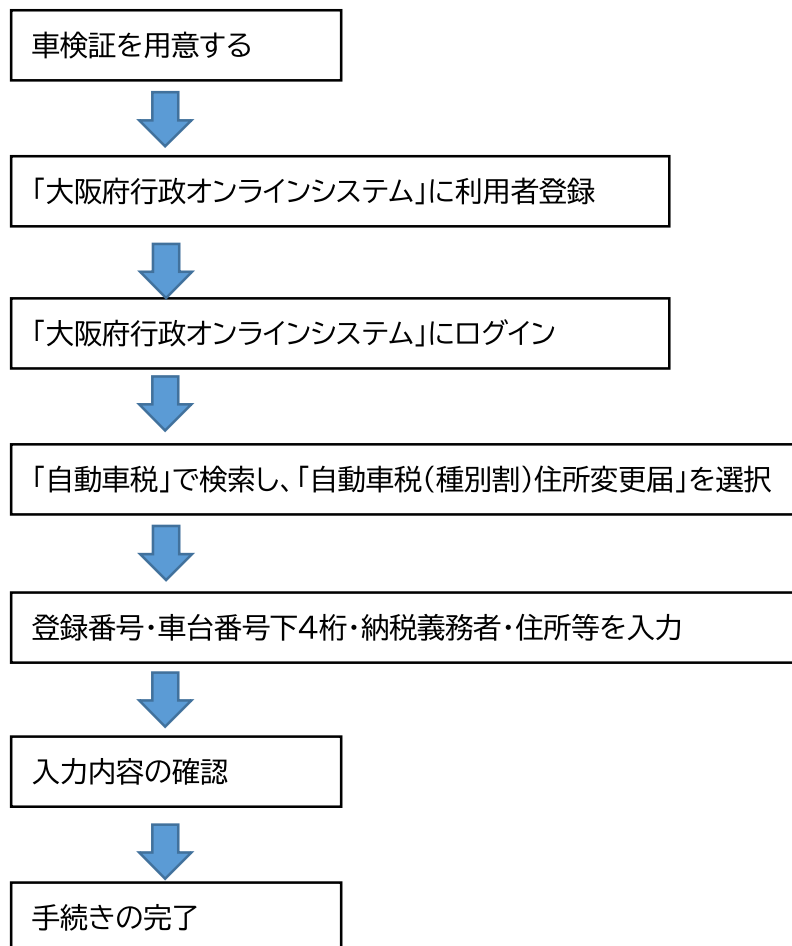 車検証を用意する
「大阪府行政オンラインシステム」に利用者登録
「大阪府行政オンラインシステム」にログイン
「自動車税」で検索し、「自動車税（種別割）住所変更届」を選択
登録番号・車台番号下4桁・納税義務者・住所等を入力
入力内容の確認
手続きの完了